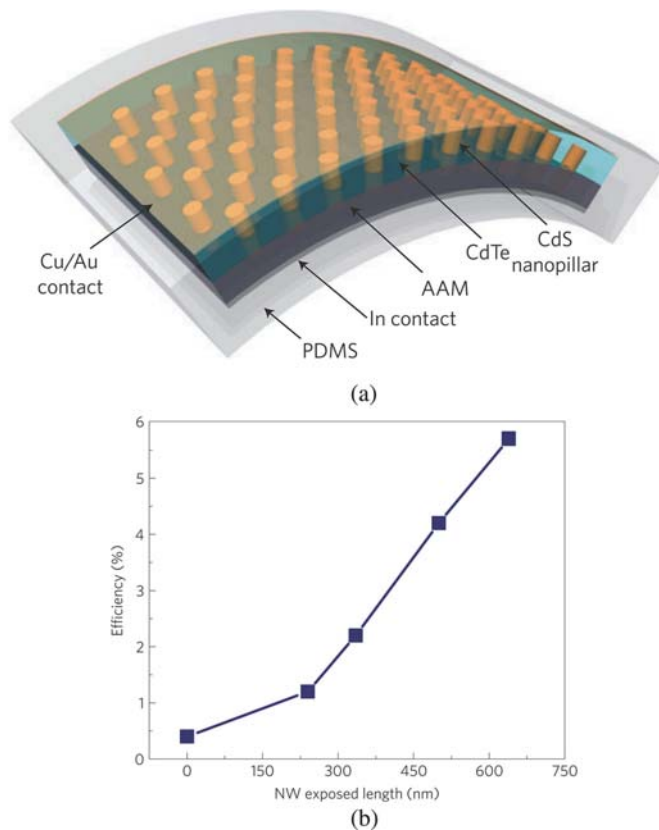 Cu/Au
contact
CdTe
CdS
nanopillar
AAM
In contact
PDMS
(a)
6
5
4
3
2
1
0
Efficiency (%)
0 150 300 450 600 750
NW exposed length (nm)
(b)